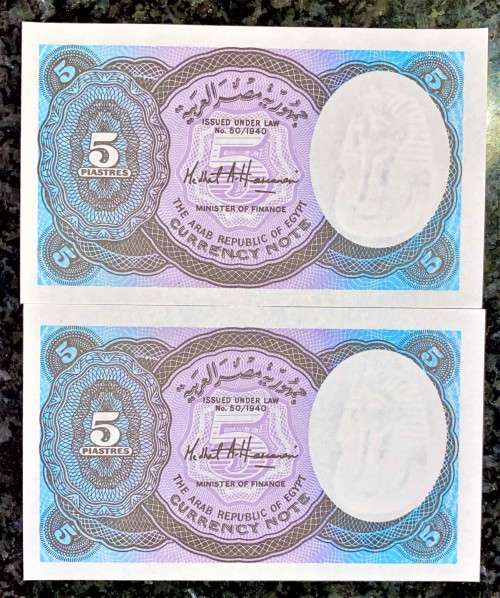 5
5
جمهورية مصر العربية
ISSUED UNDER LAW
No. 50/1940
5
PIASTRES
5
Medhat A. Hassanein
MINISTER OF FINANCE
THE ARAB REPUBLIC OF EGYPT
CURRENCY NOTE
5
5
5
5
جمهورية مصر العربية
ISSUED UNDER LAW
No. 50/1940
5
PIASTRES
5
Medhat A. Hassanein
MINISTER OF FINANCE
THE ARAB REPUBLIC OF EGYPT
CURRENCY NOTE
5
5